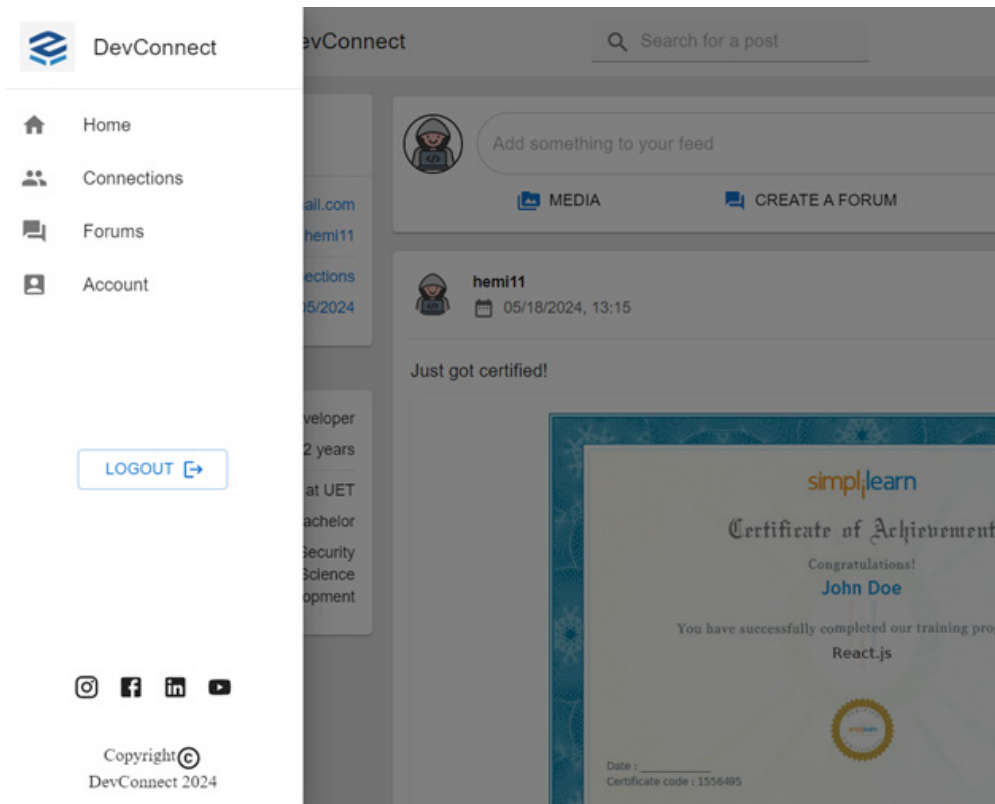 DevConnect
Home
Connections
Forums
Account
LOGOUT
Copyright©
DevConnect 2024
evConnect
Search for a post
ail.com
hemi11
ections
05/2024
veloper
2 years
at UET
achelor
Security
Science
opment
Add something to your feed
MEDIA
CREATE A FORUM
hemi11
05/18/2024, 13:15
Just got certified!
simplilearn
Certificate of Achievement
Congratulations!
John Doe
You have successfully completed our training pro
React.js
simplilearn
Date :
Certificate code : 1556495